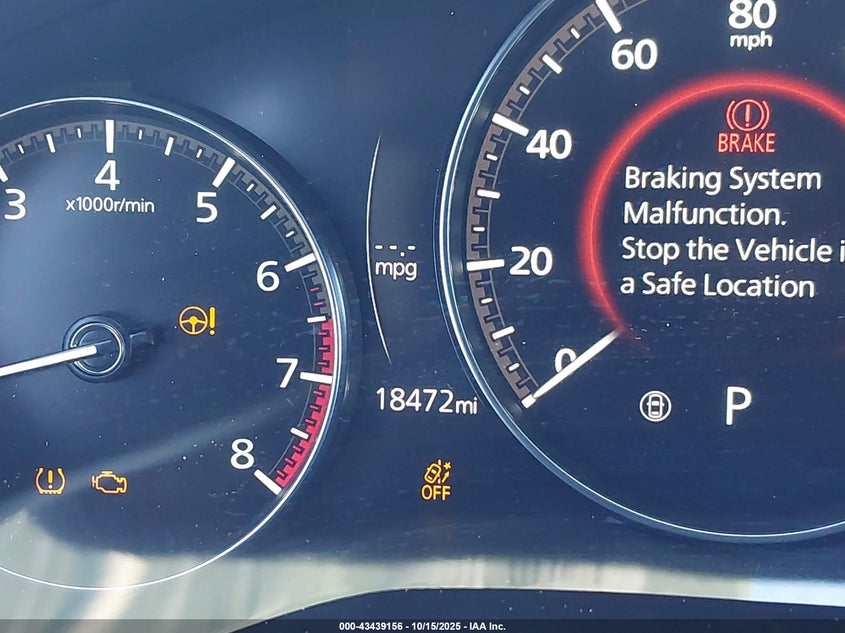 80
mph
60
BRAKE
40
Braking System
Malfunction.
Stop the Vehicle i
a Safe Location
4
x1000r/min
3
5
20
-.-
mpg
6
7
0
18472mi
P
8
OFF
000-43439156 - 10/15/2025 - IAA Inc.